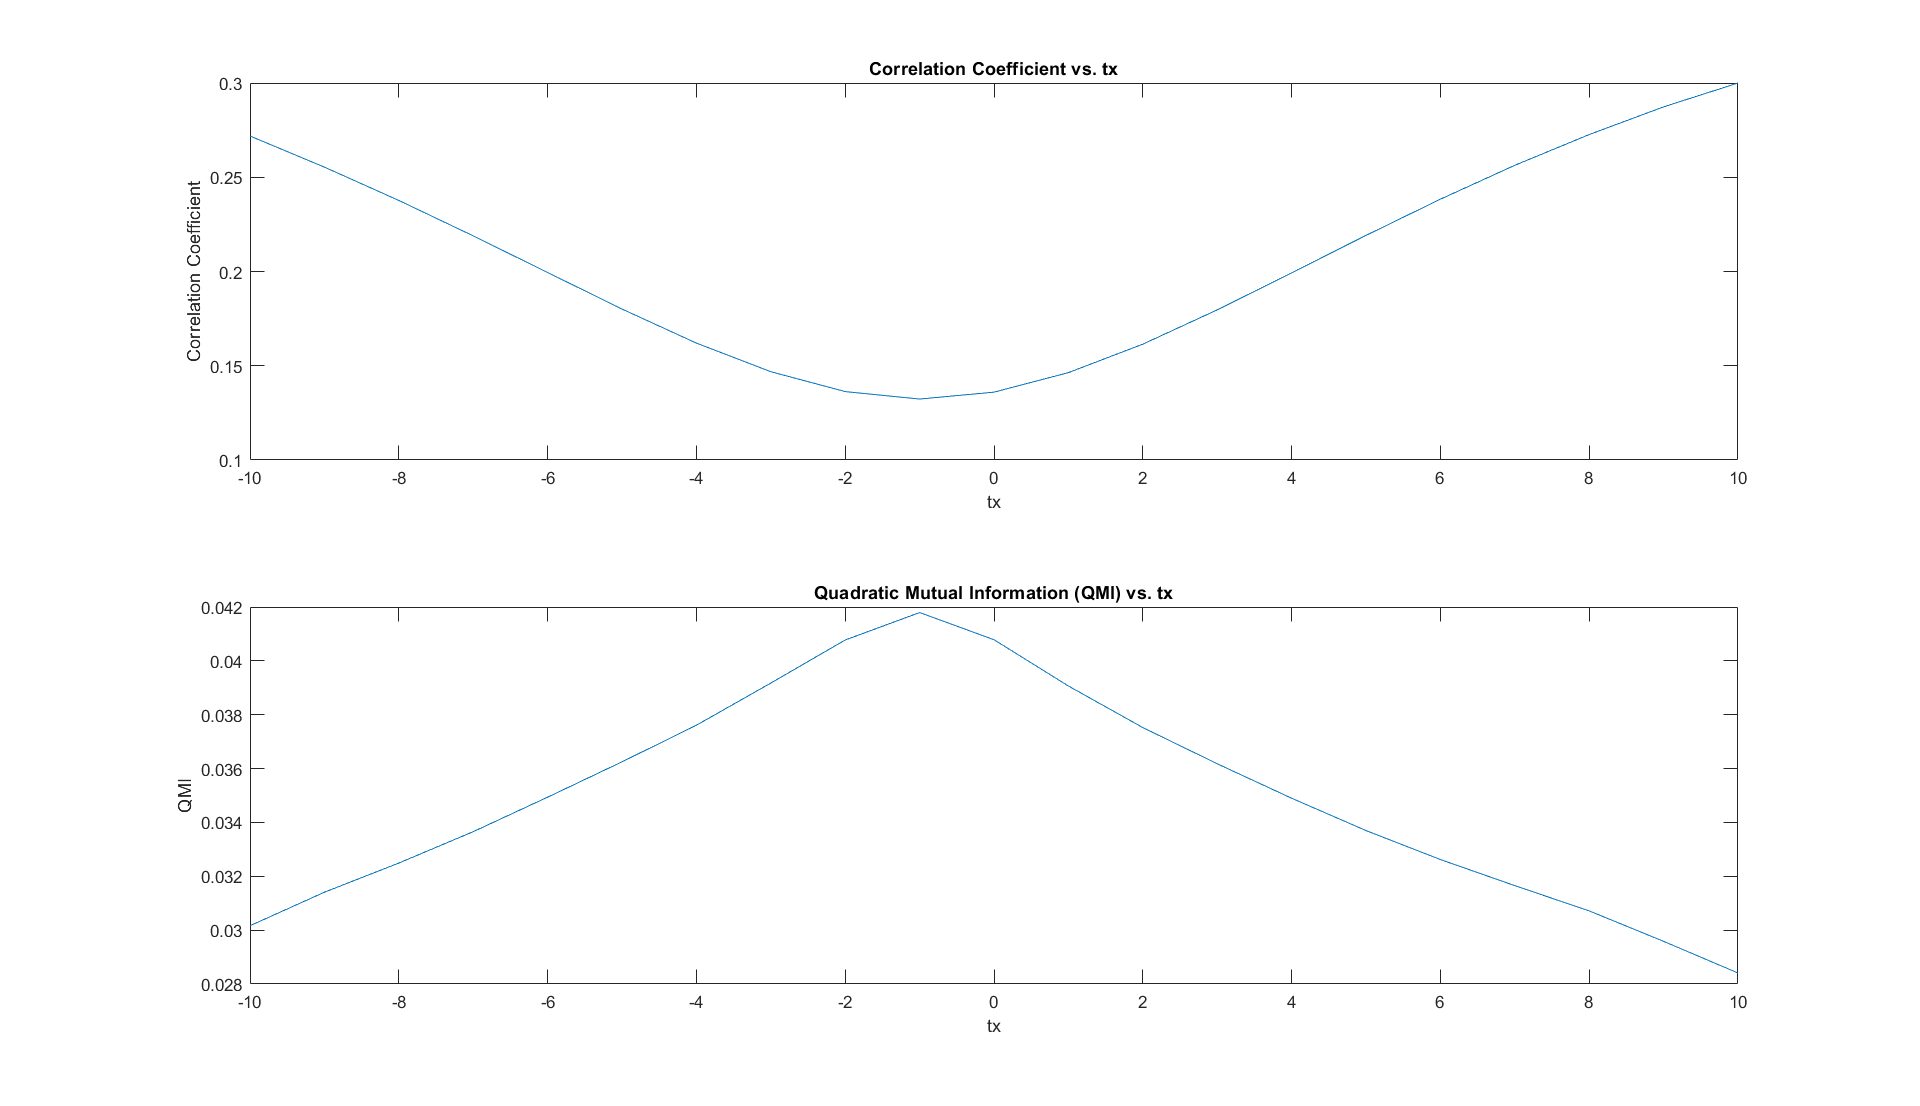 Correlation Coefficient vs. tx
0.3
0.25
0.2
0.15
0.1
Correlation Coefficient
-10 -8 -6 -4 -2 0 2 4 6 8 10
tx
Quadratic Mutual Information (QMI) vs. tx
0.042
0.04
0.038
0.036
0.034
0.032
0.03
0.028
QMI
-10 -8 -6 -4 -2 0 2 4 6 8 10
tx